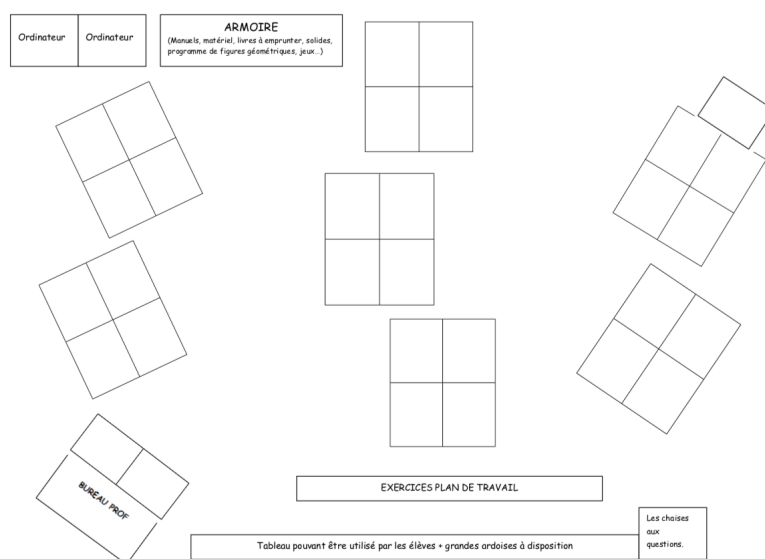 Ordinateur Ordinateur
ARMOIRE
(Manuels, matériel, livres à emprunter, solides,
programme de figures géométriques, jeux...)
BUREAU PROF
EXERCICES PLAN DE TRAVAIL
Les chaises
aux
questions.
Tableau pouvant être utilisé par les élèves + grandes ardoises à disposition